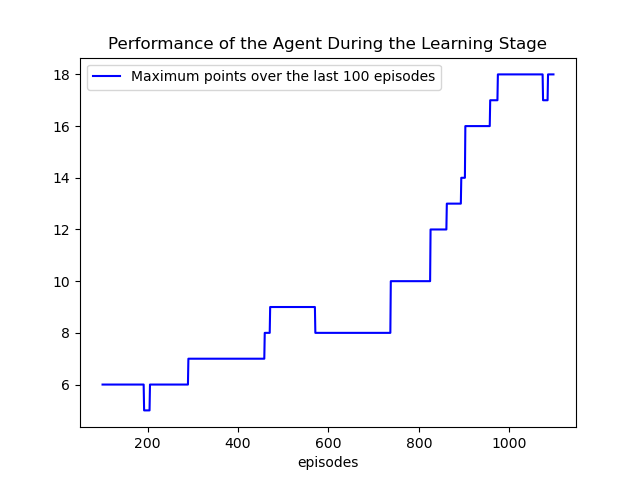 Performance of the Agent During the Learning Stage
Maximum points over the last 100 episodes
18
16
14
12
10
8
6
200 400 600 800 1000
episodes